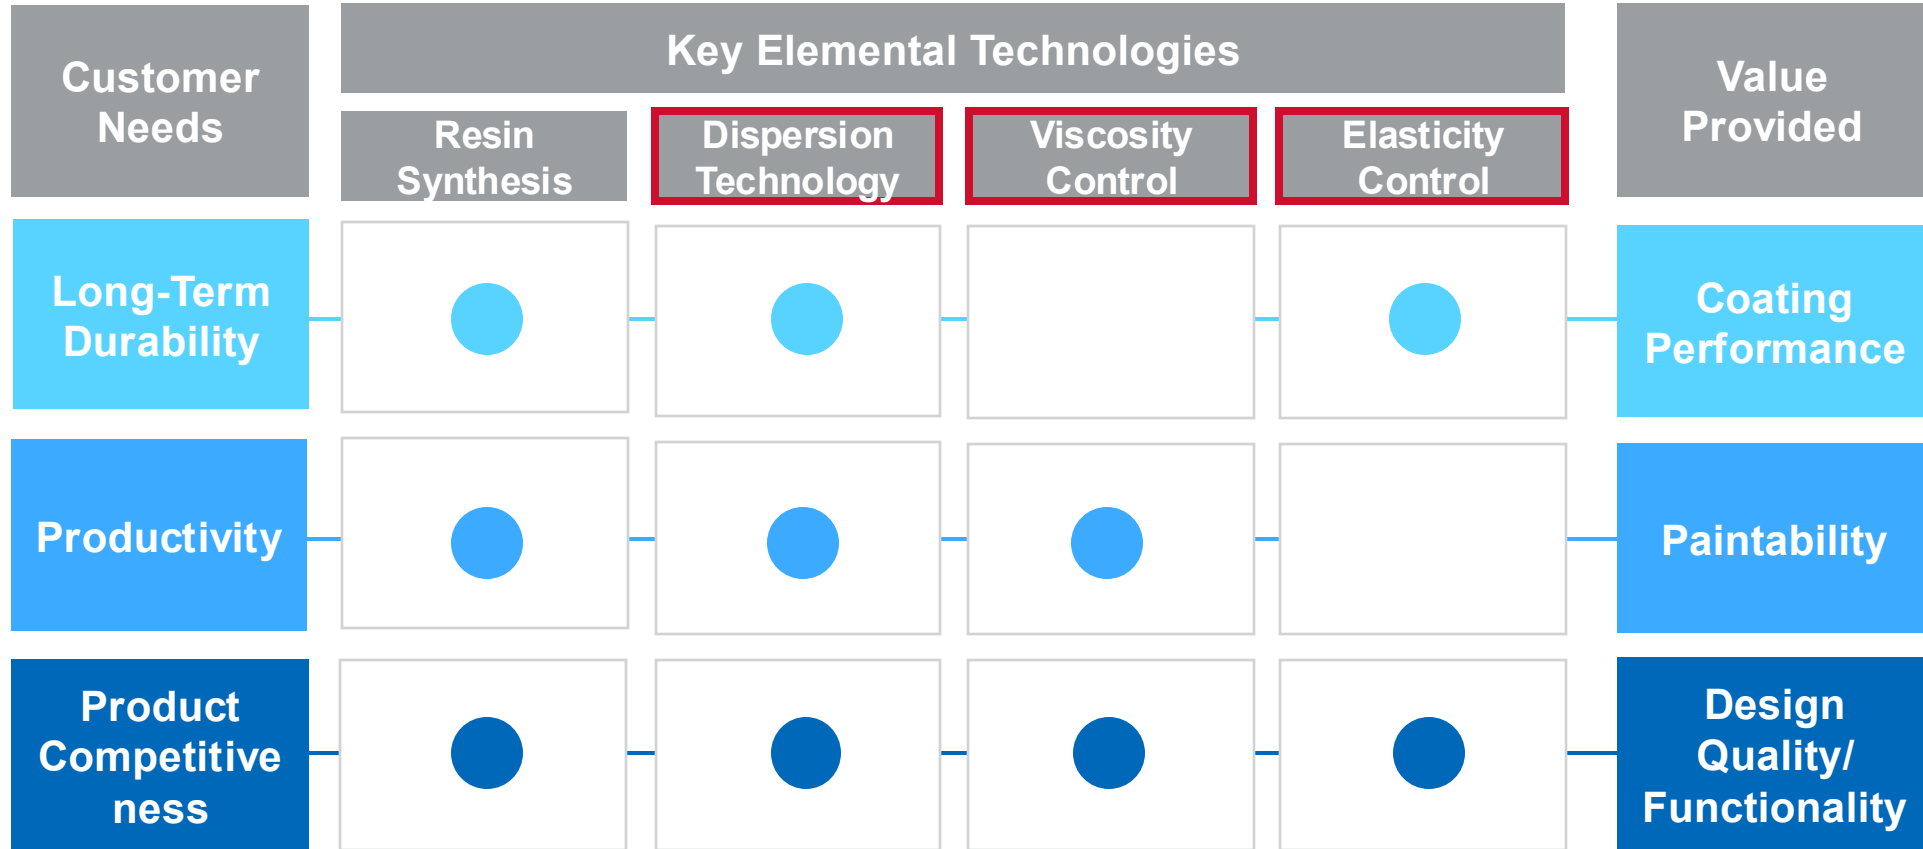 Customer
Needs
Key Elemental Technologies
Value
Provided
Resin
Synthesis
Dispersion
Technology
Viscosity
Control
Elasticity
Control
Long-Term
Durability
Coating
Performance
Productivity
Paintability
Product
Competitive
ness
Design
Quality/
Functionality